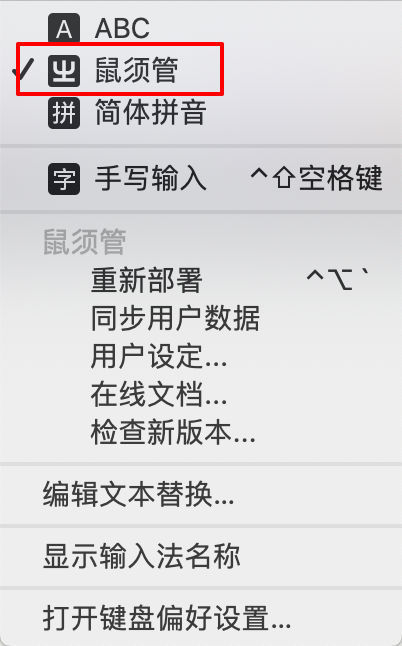 A ABC
鼠须管
拼 简体拼音
字 手写输入 ^⇧空格键
鼠须管
重新部署 ^⌥`
同步用户数据
用户设定...
在线文档...
检查新版本...
编辑文本替换...
显示输入法名称
打开键盘偏好设置...